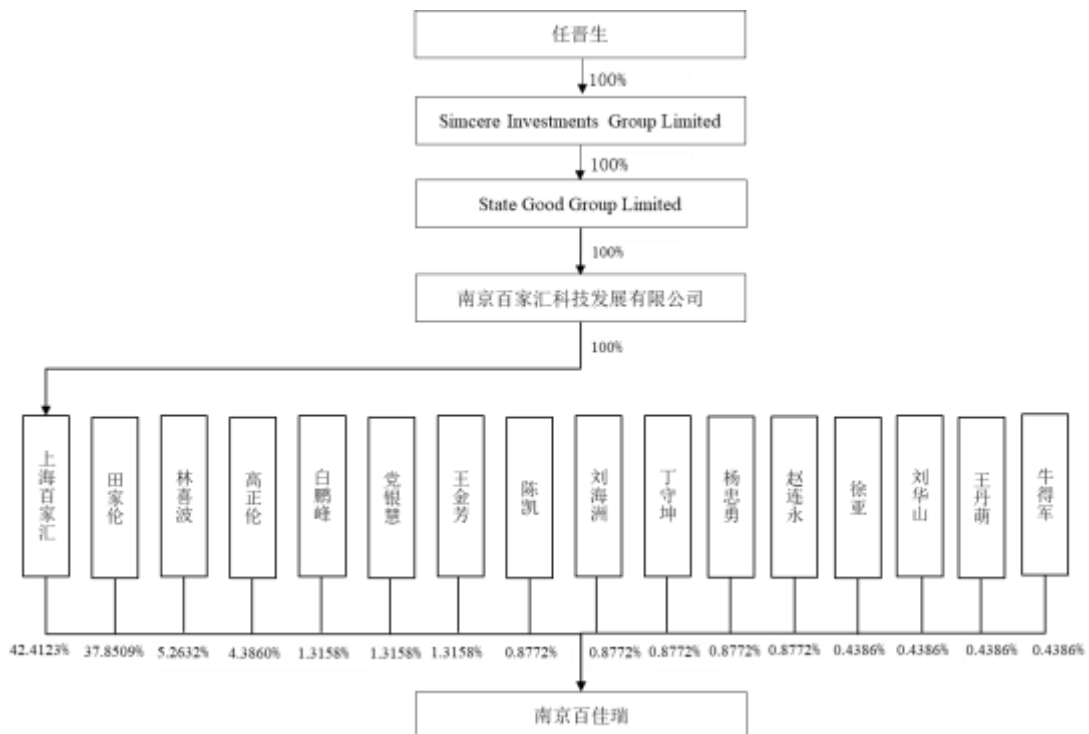 任晋生
100%
Simcere Investments Group Limited
100%
State Good Group Limited
100%
南京百家汇科技发展有限公司
100%
上海百家汇
田家伦
林喜波
高正伦
白鹏峰
党银慧
王金芳
陈凯
刘海洲
丁守坤
杨忠勇
赵连永
徐亚
刘华山
王丹萌
牛得军
42.4123% 37.8509% 5.2632% 4.3860% 1.3158% 1.3158% 1.3158% 0.8772% 0.8772% 0.8772% 0.8772% 0.8772% 0.4386% 0.4386% 0.4386% 0.4386%
南京百佳瑞